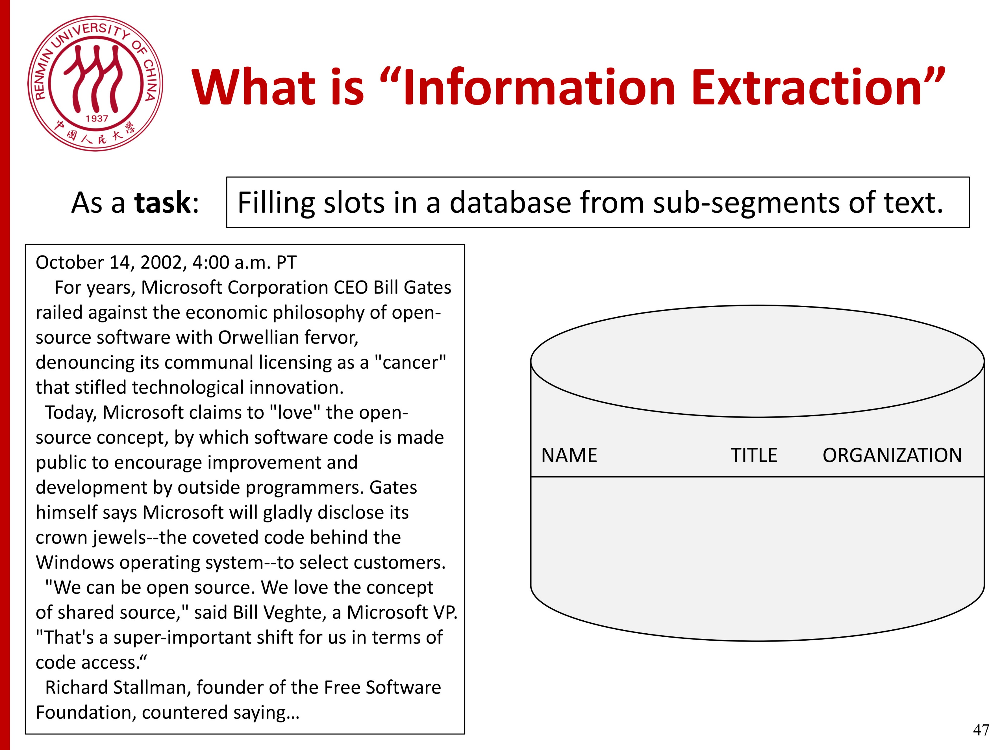 RENMIN UNIVERSITY OF CHINA
1937
中國人民大學
What is “Information Extraction”
As a task:
Filling slots in a database from sub-segments of text.
October 14, 2002, 4:00 a.m. PT
For years, Microsoft Corporation CEO Bill Gates
railed against the economic philosophy of open-
source software with Orwellian fervor,
denouncing its communal licensing as a "cancer"
that stifled technological innovation.
Today, Microsoft claims to "love" the open-
source concept, by which software code is made
public to encourage improvement and
development by outside programmers. Gates
himself says Microsoft will gladly disclose its
crown jewels--the coveted code behind the
Windows operating system--to select customers.
"We can be open source. We love the concept
of shared source," said Bill Veghte, a Microsoft VP.
"That's a super-important shift for us in terms of
code access.“
Richard Stallman, founder of the Free Software
Foundation, countered saying…
NAME TITLE ORGANIZATION
47